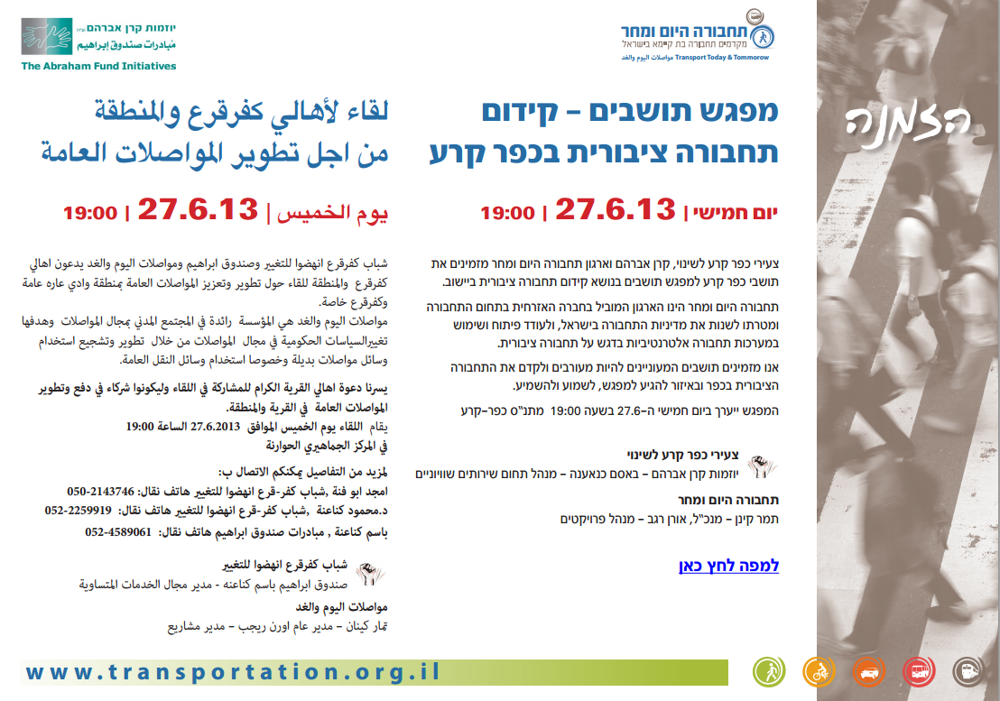 הזמנה
תחבורה היום ומחר
מקדמים תחבורה בת קיימא בישראל
مواصلات اليوم والغد Transport Today & Tommorow
מפגש תושבים – קידום
תחבורה ציבורית בכפר קרע
יום חמישי | 27.6.13 | 19:00
צעירי כפר קרע לשינוי, קרן אברהם וארגון תחבורה היום ומחר מזמינים את
תושבי כפר קרע למפגש תושבים בנושא קידום תחבורה ציבורית ביישוב.
תחבורה היום ומחר הינו הארגון המוביל בחברה האזרחית בתחום התחבורה
ומטרתו לשנות את מדיניות התחבורה בישראל, ולעודד פיתוח ושימוש
במערכות תחבורה אלטרנטיביות בדגש על תחבורה ציבורית.
אנו מזמינים תושבים המעוניינים להיות מעורבים ולקדם את התחבורה
הציבורית בכפר ובאיזור להגיע למפגש, לשמוע ולהשמיע.
המפגש ייערך ביום חמישי ה-27.6 בשעה 19:00 מתנ"ס כפר-קרע
צעירי כפר קרע לשינוי
יוזמות קרן אברהם – באסם כנאענה – מנהל תחום שירותים שוויוניים
תחבורה היום ומחר
תמר קינן – מנכ"ל, אורן רגב – מנהל פרויקטים
למפה לחץ כאן
יוזמות קרן אברהם
مبادرات صندوق إبراهيم
The Abraham Fund Initiatives
لقاء لأهالي كفرقرع والمنطقة
من اجل تطوير المواصلات العامة
يوم الخميس | 27.6.13 | 19:00
شباب كفرقرع انهضوا للتغيير وصندوق ابراهيم ومواصلات اليوم والغد يدعون اهالي
كفرقرع والمنطقة للقاء حول تطوير وتعزيز المواصلات العامة بمنطقة وادي عاره عامة
وكفرقرع خاصة.
مواصلات اليوم والغد هي المؤسسة رائدة في المجتمع المدني بمجال المواصلات وهدفها
تغييرالسياسات الحكومية في مجال المواصلات من خلال تطوير وتشجيع استخدام
وسائل مواصلات بديلة وخصوصا استخدام وسائل النقل العامة.
يسرنا دعوة اهالي القرية الكرام للمشاركة في اللقاء وليكونوا شركاء في دفع وتطوير
المواصلات العامة في القرية والمنطقة.
يقام اللقاء يوم الخميس الموافق 27.6.2013 الساعة 19:00
في المركز الجماهيري الحوارنة
لمزيد من التفاصيل يمكنكم الاتصال ب:
امجد ابو فنة ,شباب كفر-قرع انهضوا للتغيير هاتف نقال: 050-2143746
د.محمود كناعنة ,شباب كفر-قرع انهضوا للتغيير هاتف نقال: 052-2259919
باسم كناعنة , مبادرات صندوق ابراهيم هاتف نقال: 052-4589061
شباب كفرقرع انهضوا للتغيير
صندوق ابراهيم باسم كناعنه - مدير مجال الخدمات المتساوية
مواصلات اليوم والغد
تمار كينان – مدير عام اورن ريجب – مدير مشاريع
www.transportation.org.il